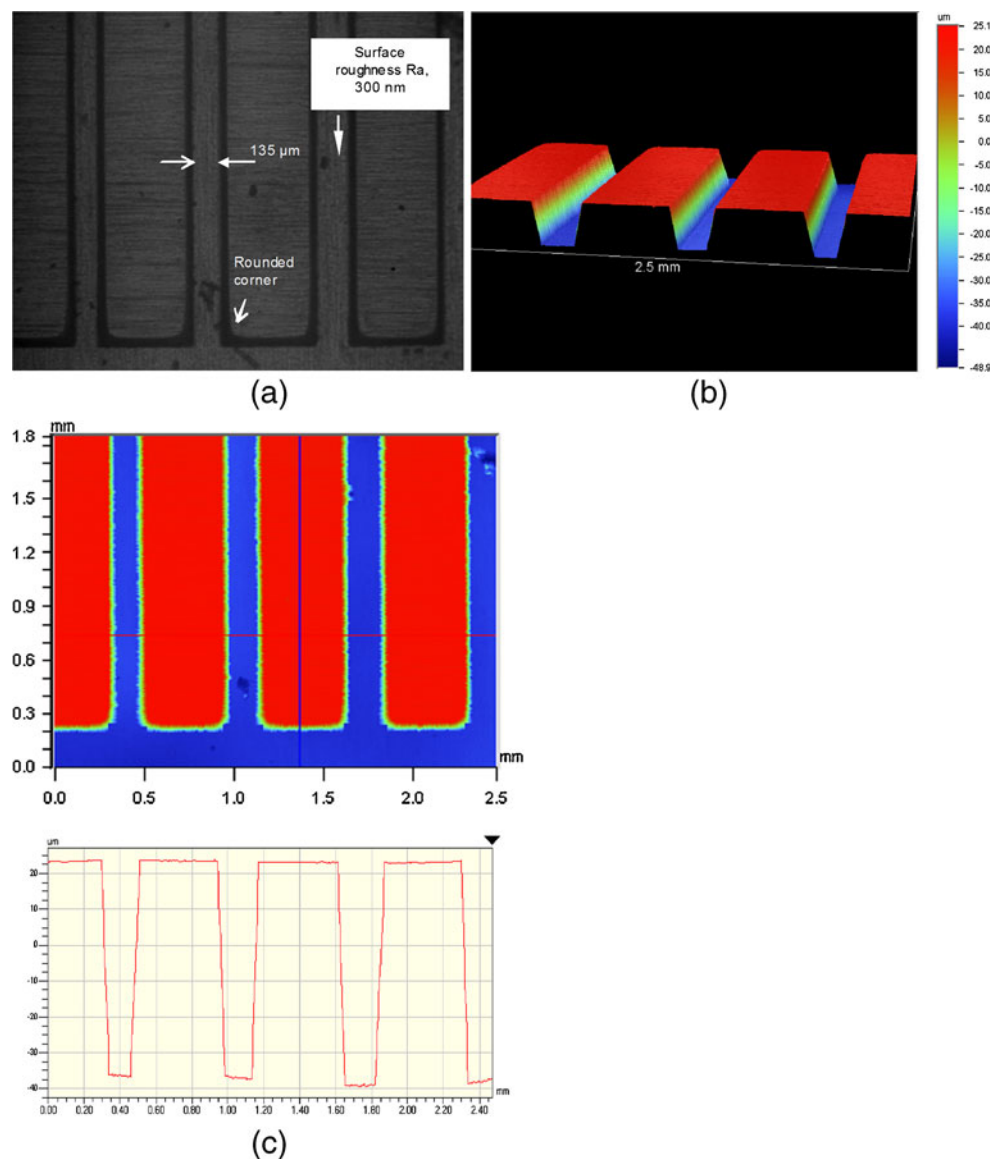 Surface
roughness Ra,
300 nm
135 µm
Rounded
corner
(a)
um
25.1
15.0
5.0
0.0
-5.0
-10.0
-15.0
-20.0
-25.0
-30.0
-35.0
-40.0
-48.9
2.5 mm
(b)
mm
1.8
1.5
1.2
0.9
0.6
0.3
0.0
mm
0.0 0.5 1.0 1.5 2.0 2.5
um
20
10
0
-10
-20
-30
-40
mm
0.00 0.20 0.40 0.60 0.80 1.00 1.20 1.40 1.60 1.80 2.00 2.20 2.40
(c)